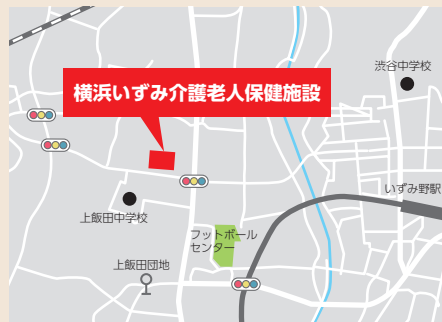 渋谷中学校
横浜いずみ介護老人保健施設
いずみ野駅
上飯田中学校
フットボール
センター
上飯田団地